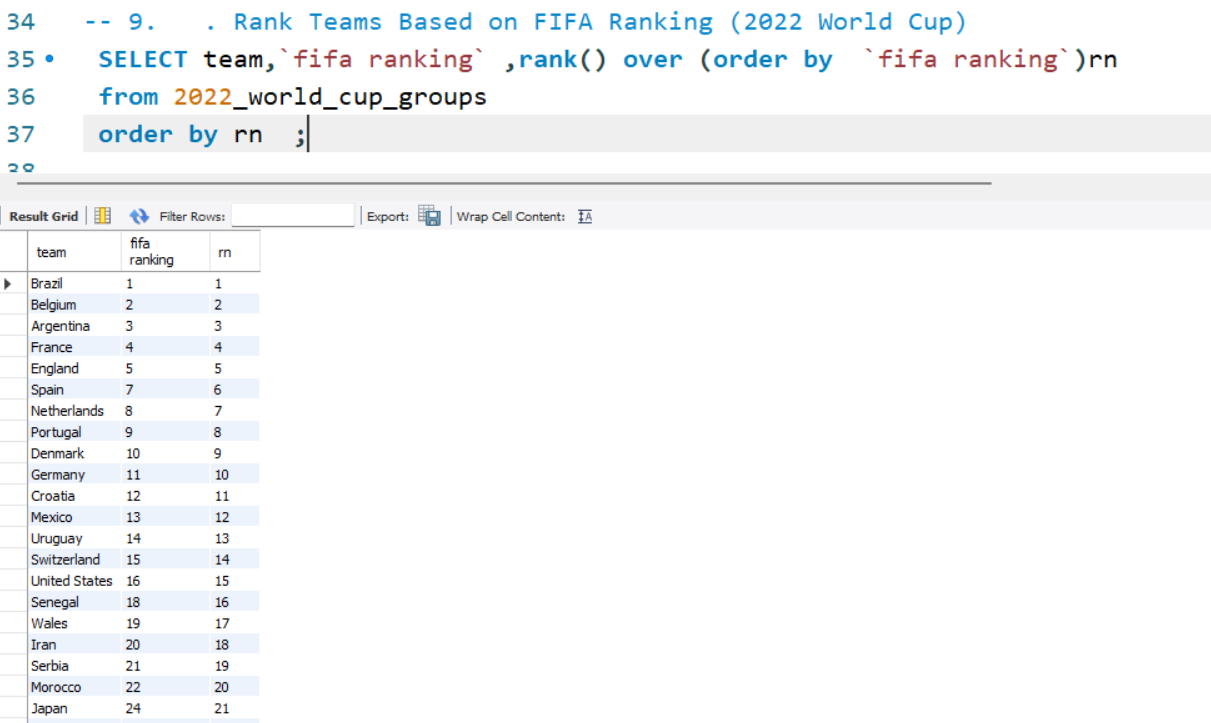 34 -- 9. . Rank Teams Based on FIFA Ranking (2022 World Cup)
35 SELECT team,`fifa ranking` ,rank() over (order by `fifa ranking`)rn
36 from 2022_world_cup_groups
37 order by rn ;
38
Result Grid Filter Rows: Export: Wrap Cell Content: IA
team fifa ranking rn
Brazil 1 1
Belgium 2 2
Argentina 3 3
France 4 4
England 5 5
Spain 7 6
Netherlands 8 7
Portugal 9 8
Denmark 10 9
Germany 11 10
Croatia 12 11
Mexico 13 12
Uruguay 14 13
Switzerland 15 14
United States 16 15
Senegal 18 16
Wales 19 17
Iran 20 18
Serbia 21 19
Morocco 22 20
Japan 24 21